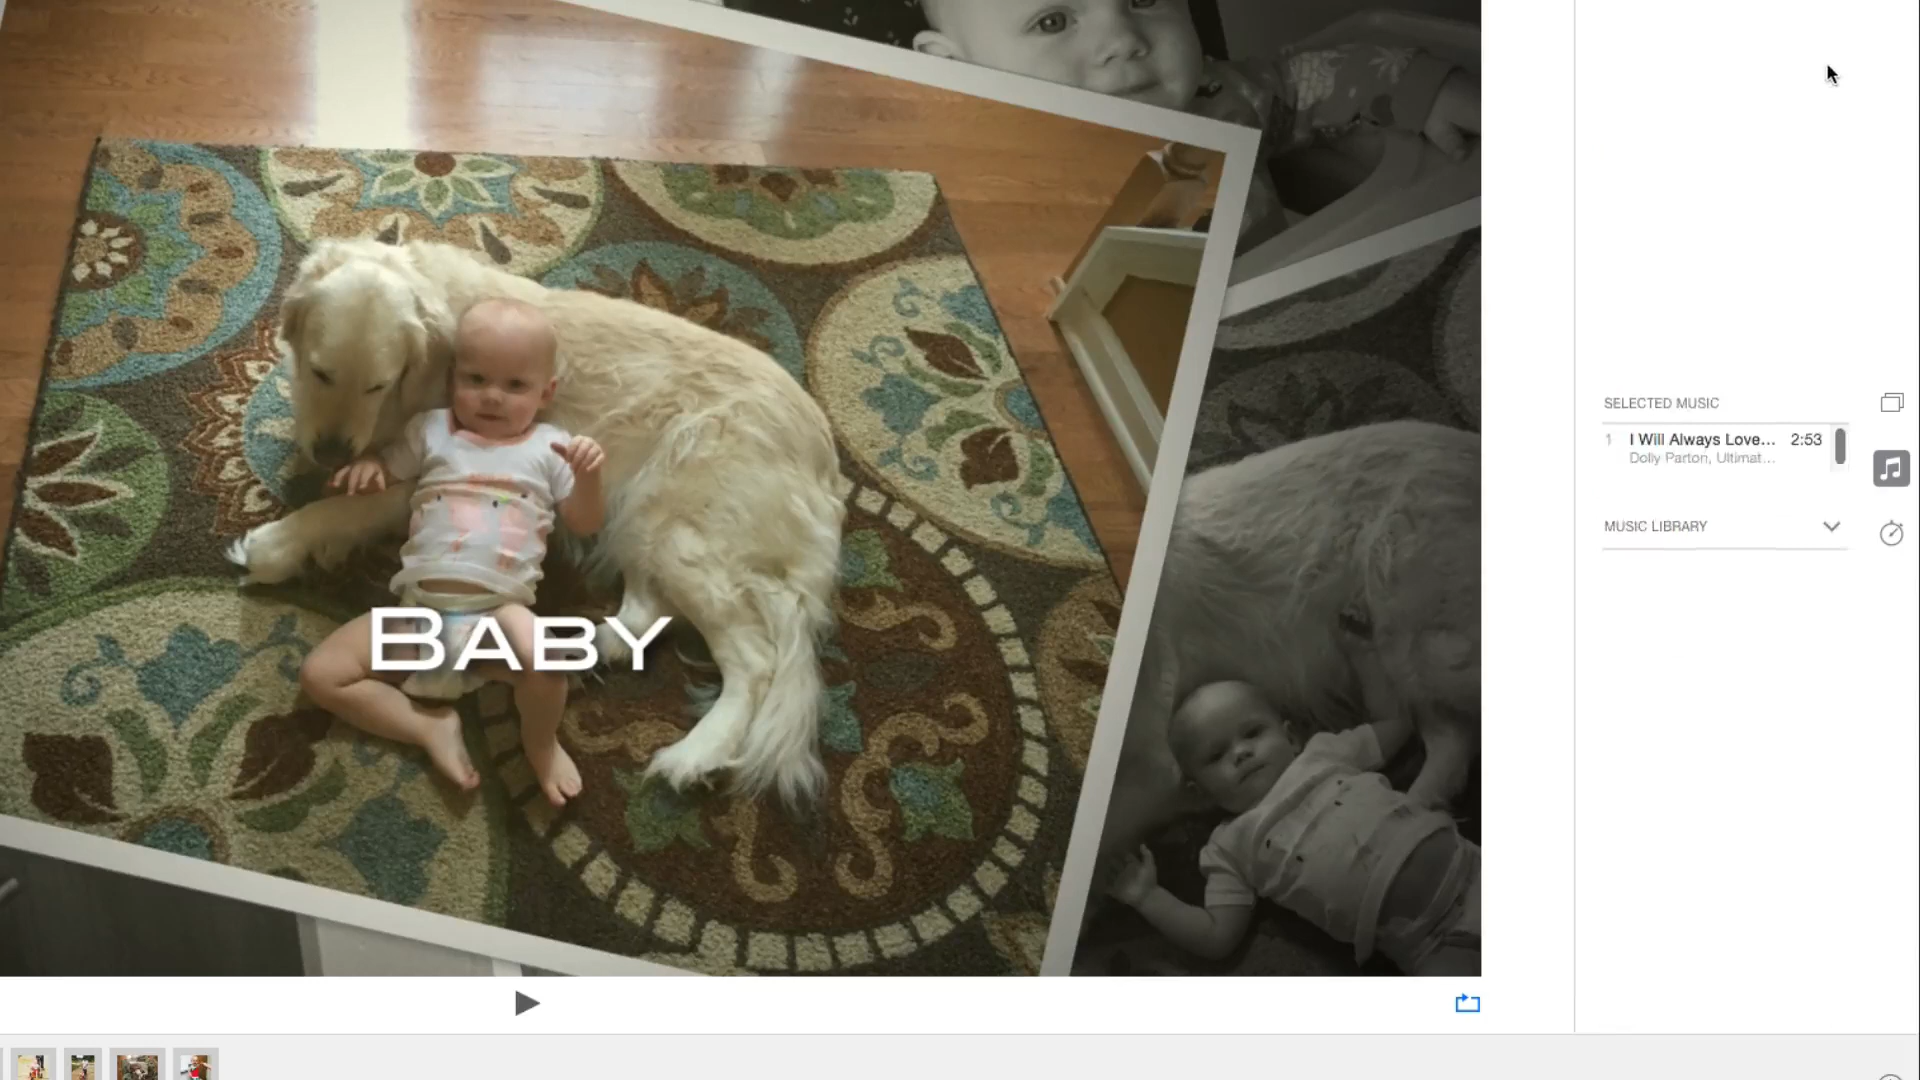 BABY
SELECTED MUSIC
1 I Will Always Love... 2:53
Dolly Parton, Ultimat...
MUSIC LIBRARY